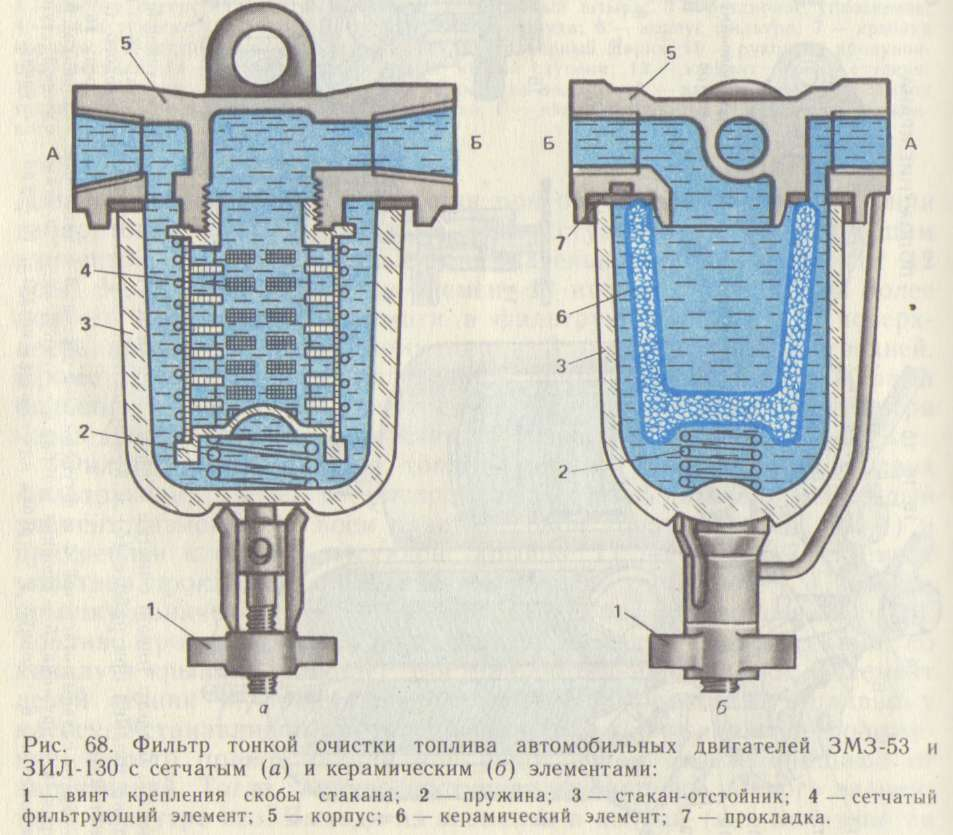 5
5
А
Б
Б
А
4
7
3
6
3
2
2
1
1
а
б
Рис. 68. Фильтр тонкой очистки топлива автомобильных двигателей ЗМЗ-53 и
ЗИЛ-130 с сетчатым (а) и керамическим (б) элементами:
1 — винт крепления скобы стакана; 2 — пружина; 3 — стакан-отстойник; 4 — сетчатый
фильтрующий элемент; 5 — корпус; 6 — керамический элемент; 7 — прокладка.